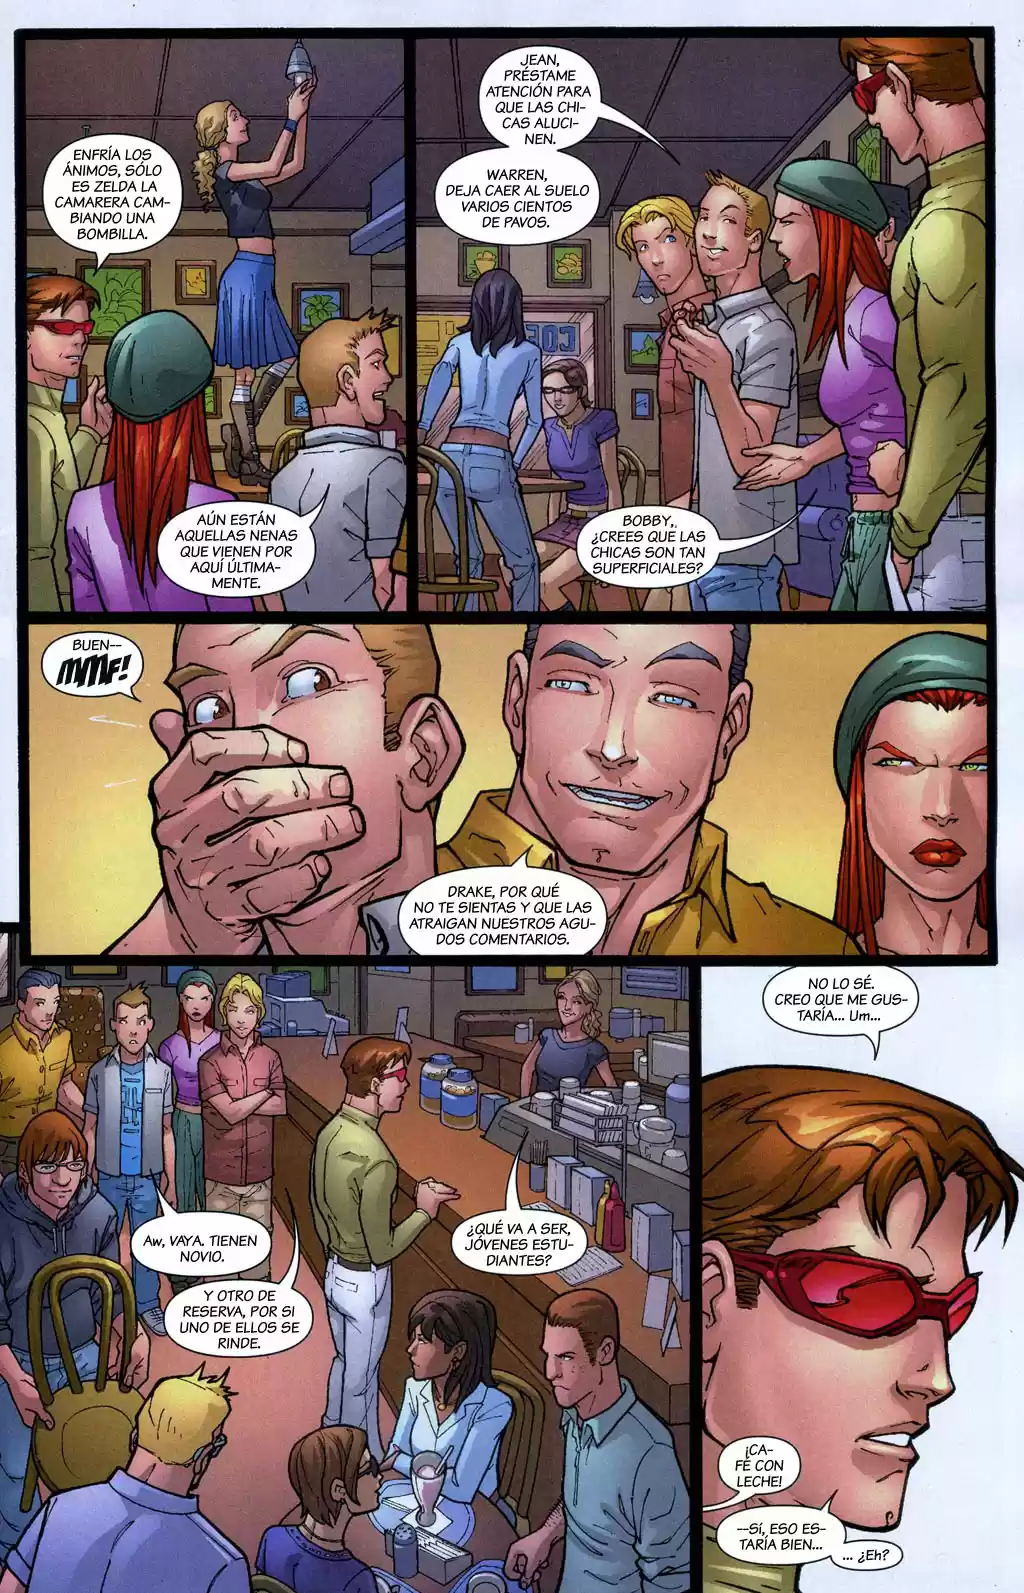 ENFRÍA LOS
ÁNIMOS, SÓLO
ES ZELDA LA
CAMARERA CAM-
BIANDO UNA
BOMBILLA.
AÚN ESTÁN
AQUELLAS NENAS
QUE VIENEN POR
AQUÍ ÚLTIMA-
MENTE.
JEAN,
PRÉSTAME
ATENCIÓN PARA
QUE LAS CHI-
CAS ALUCI-
NEN.
WARREN,
DEJA CAER AL SUELO
VARIOS CIENTOS
DE PAVOS.
COF
BOBBY,
¿CREES QUE LAS
CHICAS SON TAN
SUPERFICIALES?
BUEN--
MMF!
DRAKE, POR QUÉ
NO TE SIENTAS Y QUE LAS
ATRAIGAN NUESTROS AGU-
DOS COMENTARIOS.
Aw, VAYA. TIENEN
NOVIO.
Y OTRO DE
RESERVA, POR SI
UNO DE ELLOS SE
RINDE.
¿QUÉ VA A SER,
JÓVENES ESTU-
DIANTES?
NO LO SÉ.
CREO QUE ME GUS-
TARÍA... Um...
¡CA-
FÉ CON
LECHE!
--SÍ, ESO ES-
TARÍA BIEN...
... ¿Eh?